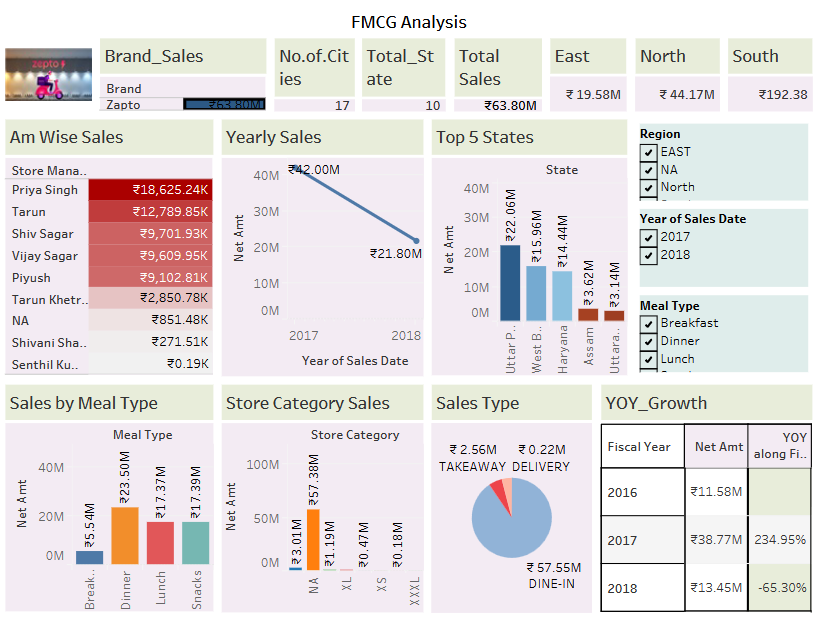 FMCG Analysis
zepto
Brand_Sales
Brand
Zapto ₹63.80M
No.of.Cit
ies
17
Total_St
ate
10
Total
Sales
₹63.80M
East
₹ 19.58M
North
₹ 44.17M
South
₹192.38
Am Wise Sales
Store Mana..
Priya Singh ₹18,625.24K
Tarun ₹12,789.85K
Shiv Sagar ₹9,701.93K
Vijay Sagar ₹9,609.95K
Piyush ₹9,102.81K
Tarun Khetr.. ₹2,850.78K
NA ₹851.48K
Shivani Sha.. ₹271.51K
Senthil Ku.. ₹0.19K
Yearly Sales
Net Amt
40M
30M
20M
10M
0M
₹42.00M
₹21.80M
2017 2018
Year of Sales Date
Top 5 States
State
Net Amt
40M
30M
20M
10M
0M
₹22.06M
₹15.96M
₹14.44M
₹3.62M
₹3.14M
Uttar P..
West B..
Haryana
Assam
Uttara..
Region
EAST
NA
North
Year of Sales Date
2017
2018
Meal Type
Breakfast
Dinner
Lunch
Sales by Meal Type
Meal Type
Net Amt
40M
20M
0M
₹5.54M
₹23.50M
₹17.37M
₹17.39M
Break..
Dinner
Lunch
Snacks
Store Category Sales
Store Category
Net Amt
100M
50M
0M
₹3.01M
₹57.38M
₹1.19M
₹0.47M
₹0.18M
NA
XL
XS
XXXL
Sales Type
₹ 2.56M ₹ 0.22M
TAKEAWAY DELIVERY
₹ 57.55M
DINE-IN
YOY_Growth
Fiscal Year Net Amt YOY
along Fi..
2016 ₹11.58M
2017 ₹38.77M 234.95%
2018 ₹13.45M -65.30%